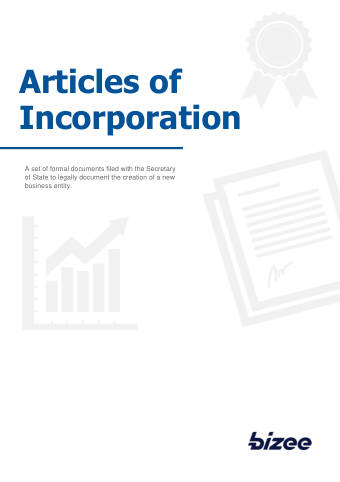 Articles of
Incorporation
A set of formal documents filed with the Secretary
of State to legally document the creation of a new
business entity.
bizee